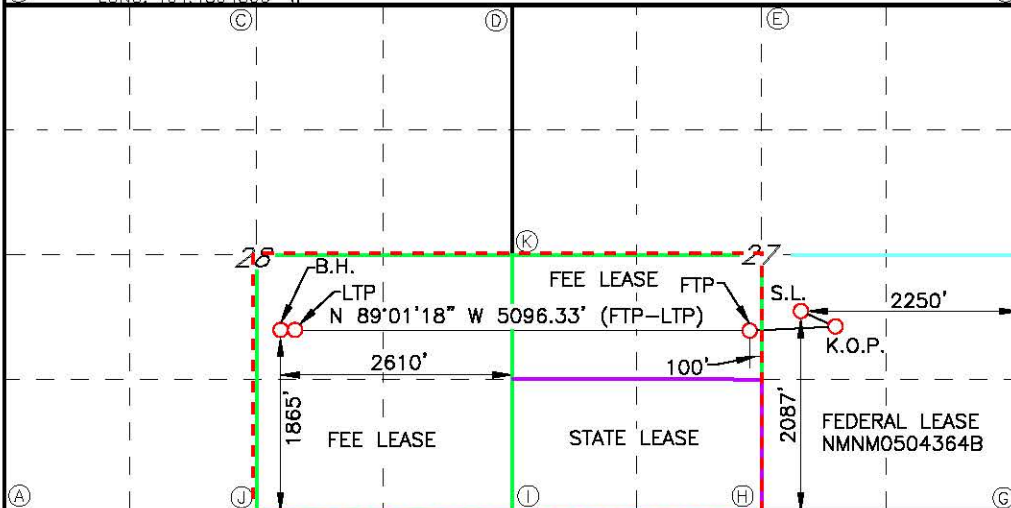 C
D
E
K
28
27
B.H.
LTP
FEE LEASE
FTP
S.L.
2250'
N 89°01'18" W 5096.33' (FTP-LTP)
K.O.P.
2610'
100'
1865'
2087'
FEE LEASE
STATE LEASE
FEDERAL LEASE
NMNM0504364B
A
J
I
H
G